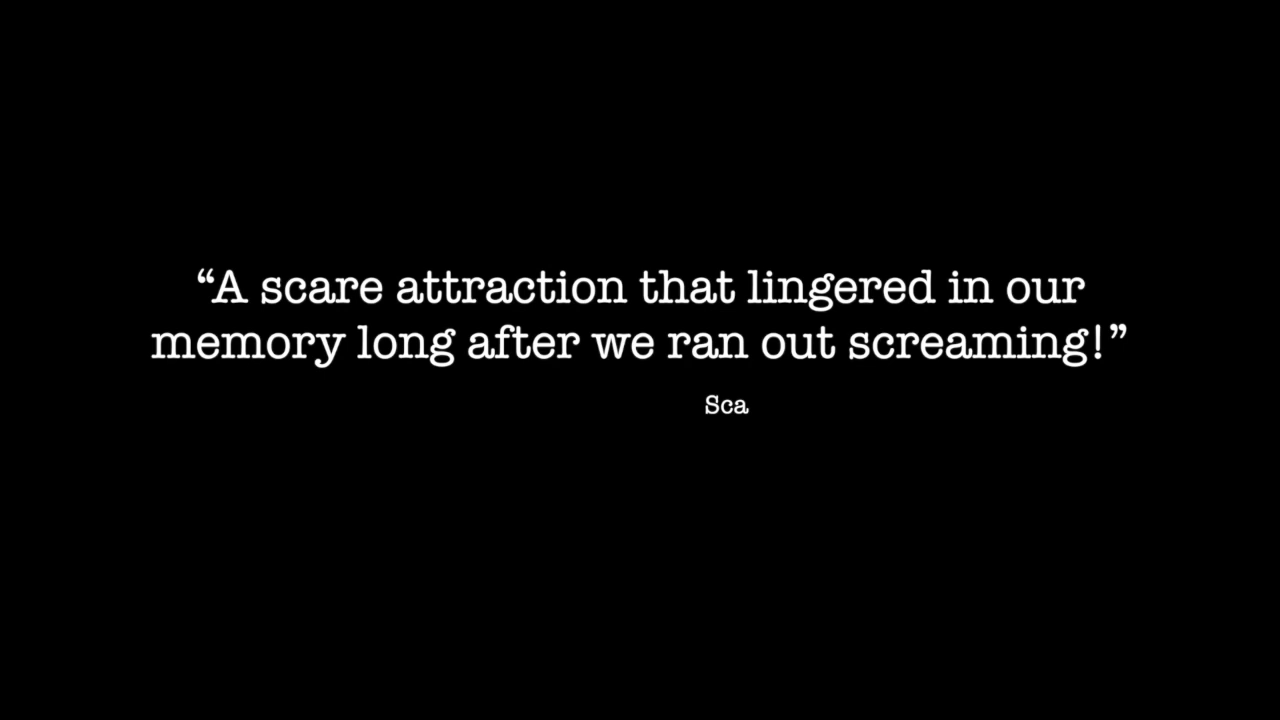 “A scare attraction that lingered in our
memory long after we ran out screaming!”
Sca